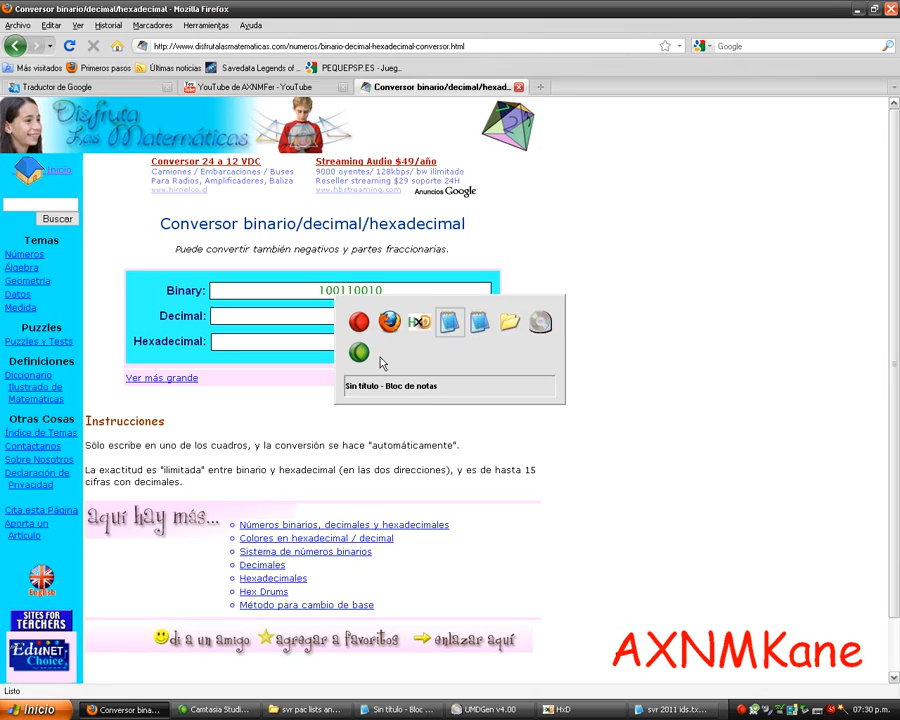 Conversor binario/decimal/hexadecimal - Mozilla Firefox
Archivo Editar Ver Historial Marcadores Herramientas Ayuda
http://www.disfrutalasmatematicas.com/numeros/binario-decimal-hexadecimal-conversor.html
Google
Más visitados Primeros pasos Últimas noticias Savedata Legends of ... PEQUEPSP.ES - Jueg...
Traductor de Google YouTube de AXNMFer - YouTube Conversor binario/decimal/hexad...
Disfruta
Las Matemáticas
Inicio
Buscar
Temas
Números
Álgebra
Geometría
Datos
Medida
Puzzles
Puzzles y Tests
Definiciones
Diccionario
Ilustrado de
Matemáticas
Otras Cosas
Índice de Temas
Contáctanos
Sobre Nosotros
Declaración de
Privacidad
Cita esta Página
Aporta un
Artículo
English
SITES FOR
TEACHERS
EDUNET
Choice
Conversor 24 a 12 VDC
Camiones / Embarcaciones / Buses
Para Radios, Amplificadores, Baliza
www.himelco.cl
Streaming Audio $49/año
9000 oyentes/ 128kbps/ bw ilimitado
Reseller streaming $29 soporte 24H
www.hbstreaming.com
Anuncios Google
Conversor binario/decimal/hexadecimal
Puede convertir también negativos y partes fraccionarias.
Binary: 100110010
Decimal:
Hexadecimal:
HxD
Sin título - Bloc de notas
Ver más grande
Instrucciones
Sólo escribe en uno de los cuadros, y la conversión se hace "automáticamente".
La exactitud es "ilimitada" entre binario y hexadecimal (en las dos direcciones), y es de hasta 15
cifras con decimales.
aquí hay más...
Números binarios, decimales y hexadecimales
Colores en hexadecimal / decimal
Sistema de números binarios
Decimales
Hexadecimales
Hex Drums
Método para cambio de base
di a un amigo agregar a favoritos enlazar aquí
AXNMKane
Listo
Inicio Conversor binario... Camtasia Studi... svr pac lists an... Sin título - Bloc ... UMDGen v4.00 HxD svr 2011 ids.tx... 07:30 p.m.